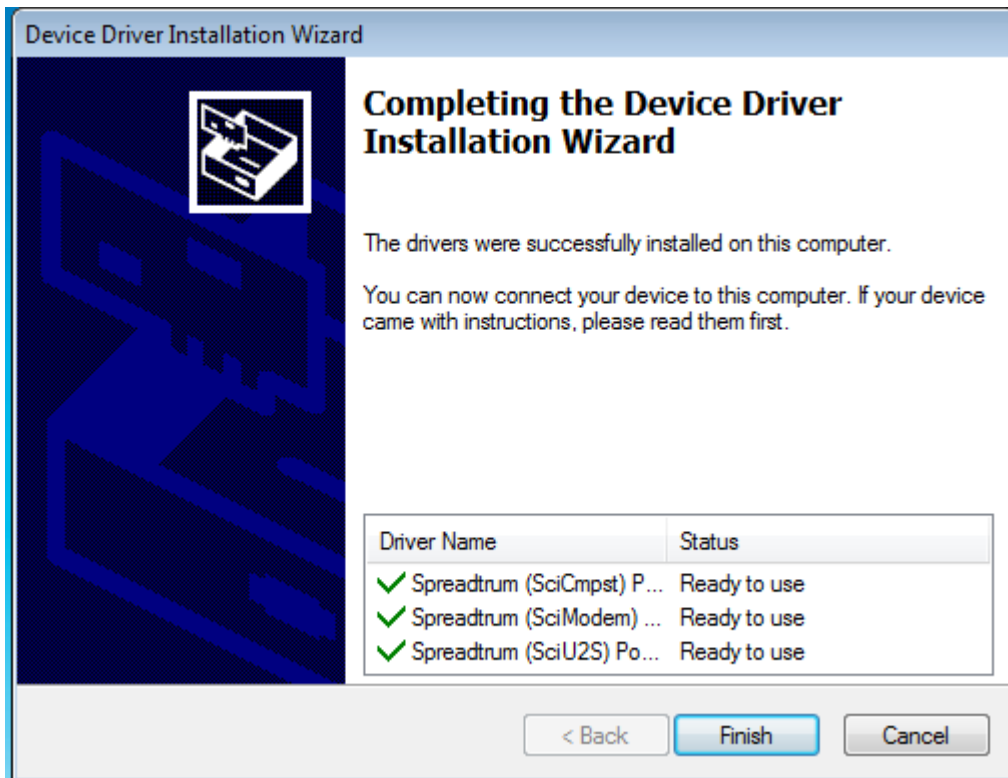 Device Driver Installation Wizard
Completing the Device Driver
Installation Wizard
The drivers were successfully installed on this computer.
You can now connect your device to this computer. If your device
came with instructions, please read them first.
Driver Name Status
Spreadtrum (SciCmpst) P... Ready to use
Spreadtrum (SciModem) ... Ready to use
Spreadtrum (SciU2S) Po... Ready to use
< Back Finish Cancel